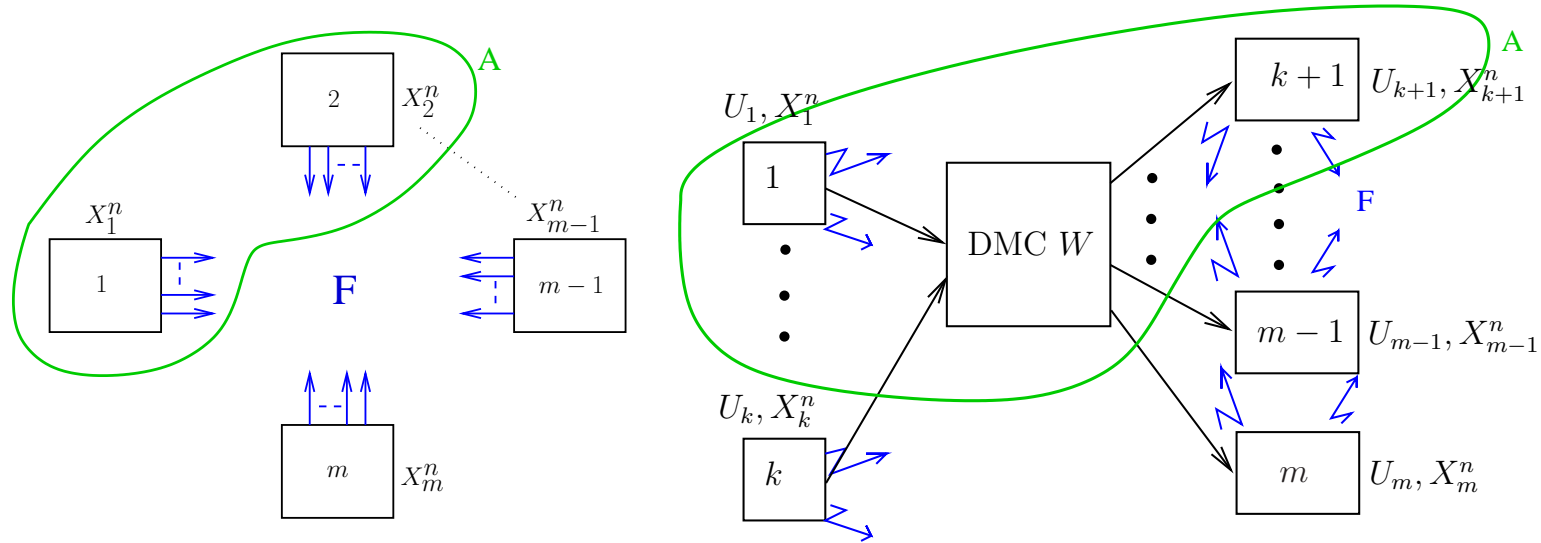 A
2
X_2^n
X_1^n
1
F
X_{m-1}^n
m − 1
m
X_m^n
A
k + 1
U_{k+1}, X_{k+1}^n
U_1, X_1^n
1
F
DMC W
m − 1
U_{m-1}, X_{m-1}^n
U_k, X_k^n
k
m
U_m, X_m^n